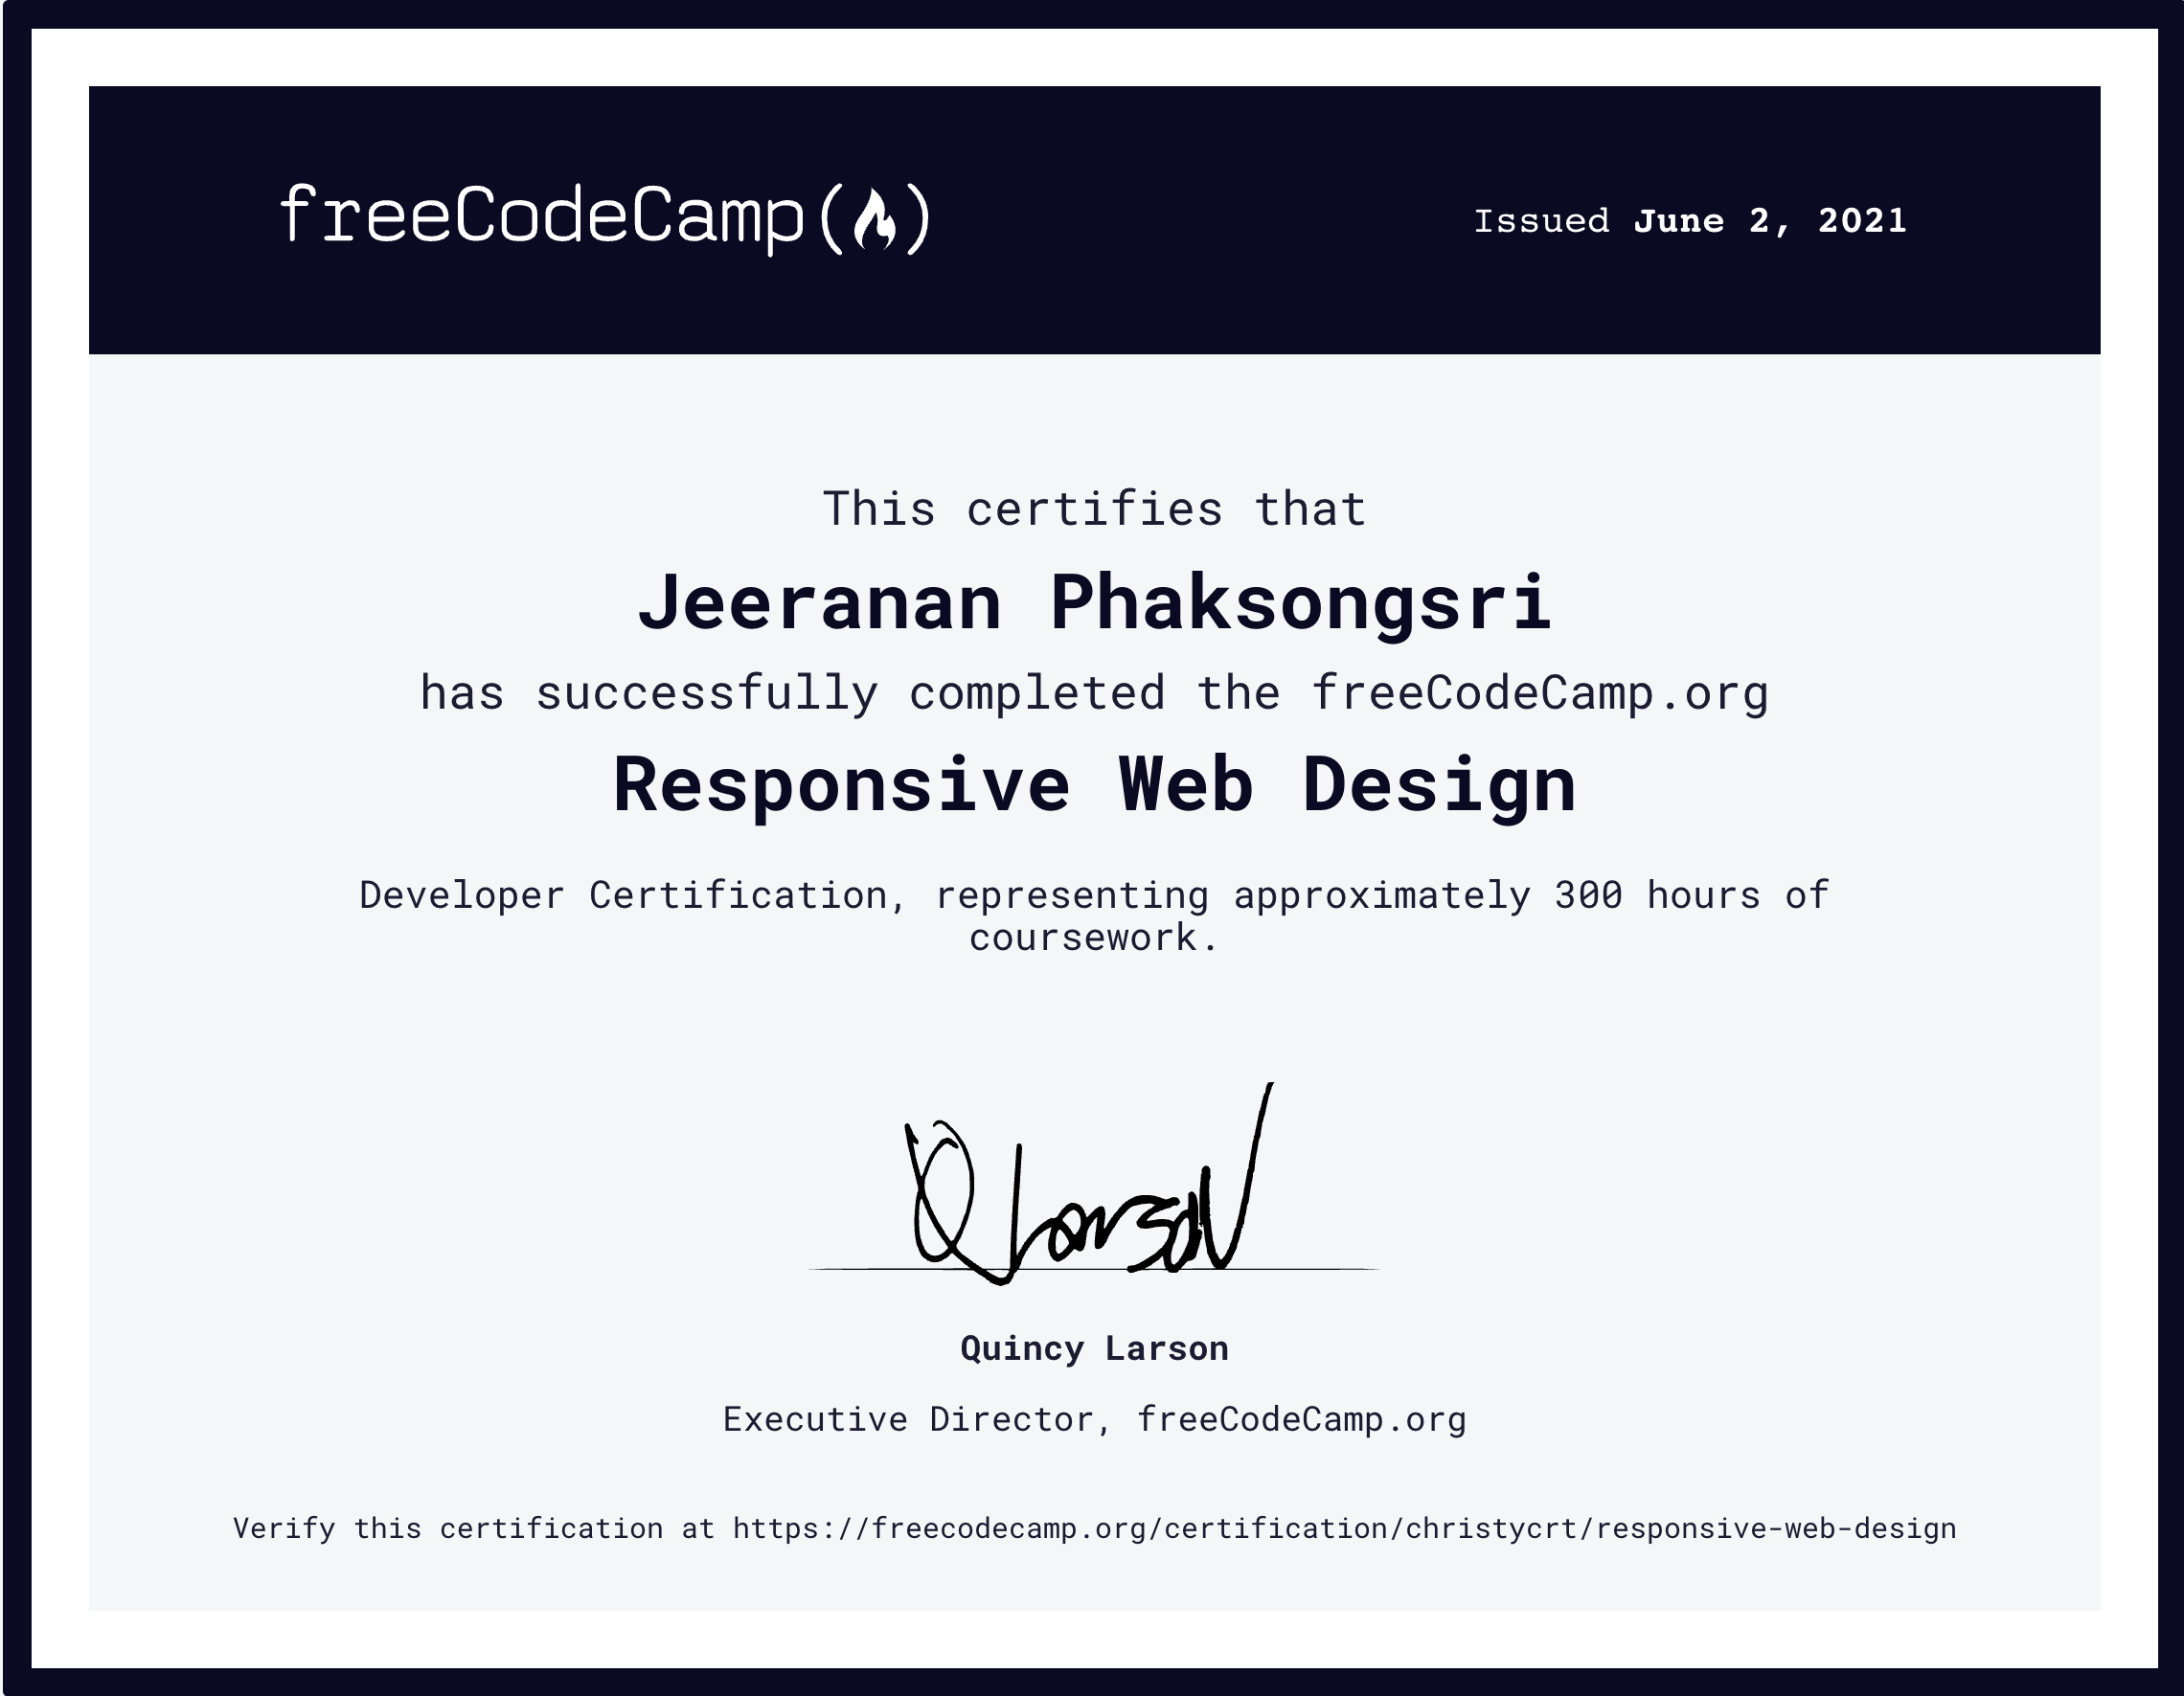 freeCodeCamp(🔥)
Issued June 2, 2021
This certifies that
Jeeranan Phaksongsri
has successfully completed the freeCodeCamp.org
Responsive Web Design
Developer Certification, representing approximately 300 hours of
coursework.
QLarson
Quincy Larson
Executive Director, freeCodeCamp.org
Verify this certification at https://freecodecamp.org/certification/christycrt/responsive-web-design